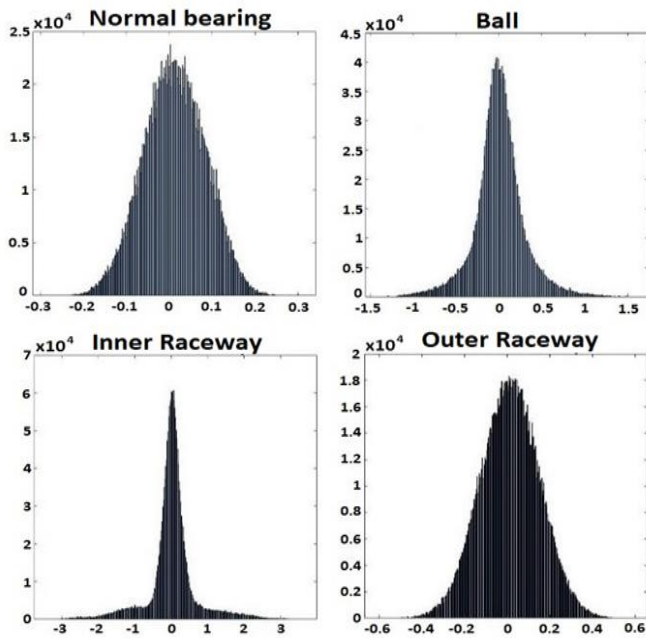 Normal bearing
x10⁴
2.5
2
1.5
1
0.5
0
-0.3 -0.2 -0.1 0 0.1 0.2 0.3
Ball
x10⁴
4.5
4
3.5
3
2.5
2
1.5
1
0.5
0
-1.5 -1 -0.5 0 0.5 1 1.5
Inner Raceway
x10⁴
7
6
5
4
3
2
1
0
-3 -2 -1 0 1 2 3
Outer Raceway
x10⁴
2
1.8
1.6
1.4
1.2
1
0.8
0.6
0.4
0.2
0
-0.6 -0.4 -0.2 0 0.2 0.4 0.6